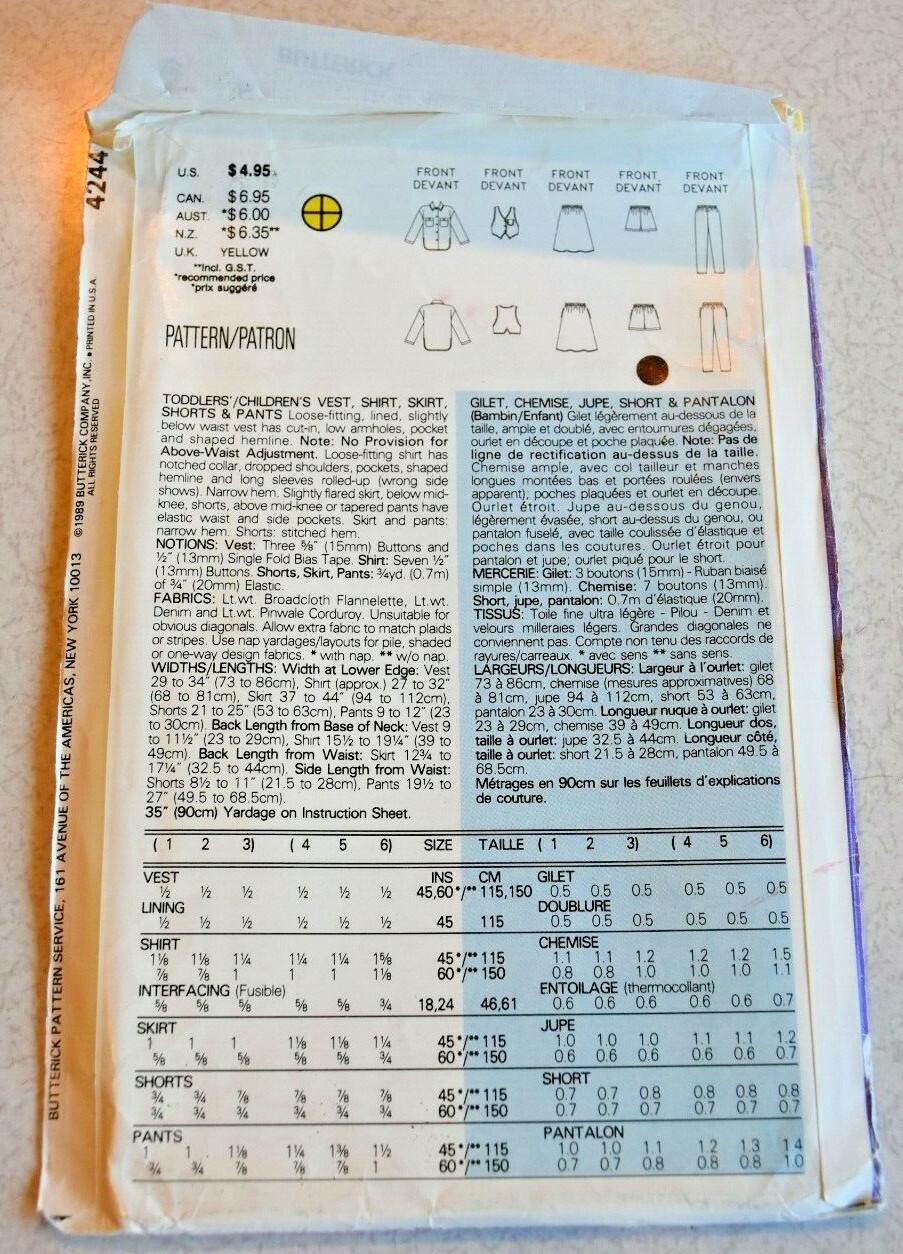 BUTTERICK
4244
©1989 BUTTERICK COMPANY, INC. • PRINTED IN U.S.A
ALL RIGHTS RESERVED
BUTTERICK PATTERN SERVICE, 161 AVENUE OF THE AMERICAS, NEW YORK 10013
U.S. $4.95
CAN. $6.95
AUST. *$6.00
N.Z. *$6.35**
U.K. YELLOW
**Incl. G.S.T.
*recommended price
*prix suggéré
FRONT FRONT FRONT FRONT FRONT
DEVANT DEVANT DEVANT DEVANT DEVANT
PATTERN/PATRON
TODDLERS'/CHILDREN'S VEST, SHIRT, SKIRT,
SHORTS & PANTS Loose-fitting, lined, slightly
below waist vest has cut-in, low armholes, pocket
and shaped hemline. Note: No Provision for
Above-Waist Adjustment. Loose-fitting shirt has
notched collar, dropped shoulders, pockets, shaped
hemline and long sleeves rolled-up (wrong side
shows). Narrow hem. Slightly flared skirt, below mid-
knee, shorts, above mid-knee or tapered pants have
elastic waist and side pockets. Skirt and pants:
narrow hem. Shorts: stitched hem.
NOTIONS: Vest: Three ⅝" (15mm) Buttons and
½" (13mm) Single Fold Bias Tape. Shirt: Seven ½"
(13mm) Buttons. Shorts, Skirt, Pants: ¾yd. (0.7m)
of ¾" (20mm) Elastic.
FABRICS: Lt.wt. Broadcloth Flannelette, Lt.wt.
Denim and Lt.wt. Pinwale Corduroy. Unsuitable for
obvious diagonals. Allow extra fabric to match plaids
or stripes. Use nap yardages/layouts for pile, shaded
or one-way design fabrics. * with nap. ** w/o nap.
WIDTHS/LENGTHS: Width at Lower Edge: Vest
29 to 34" (73 to 86cm), Shirt (approx.) 27 to 32"
(68 to 81cm), Skirt 37 to 44" (94 to 112cm),
Shorts 21 to 25" (53 to 63cm), Pants 9 to 12" (23
to 30cm). Back Length from Base of Neck: Vest 9
to 11½" (23 to 29cm), Shirt 15½ to 19¼" (39 to
49cm). Back Length from Waist: Skirt 12¾ to
17¼" (32.5 to 44cm). Side Length from Waist:
Shorts 8½ to 11" (21.5 to 28cm), Pants 19½ to
27" (49.5 to 68.5cm).
35" (90cm) Yardage on Instruction Sheet.
GILET, CHEMISE, JUPE, SHORT & PANTALON
(Bambin/Enfant) Gilet légèrement au-dessous de la
taille, ample et doublé, avec entournures dégagées,
ourlet en découpe et poche plaquée. Note: Pas de
ligne de rectification au-dessus de la taille.
Chemise ample, avec col tailleur et manches
longues montées bas et portées roulées (envers
apparent); poches plaquées et ourlet en découpe.
Ourlet étroit. Jupe au-dessous du genou,
légèrement évasée, short au-dessus du genou, ou
pantalon fuselé, avec taille coulissée d'élastique et
poches dans les coutures. Ourlet étroit pour
pantalon et jupe; ourlet piqué pour le short.
MERCERIE: Gilet: 3 boutons (15mm) - Ruban biaisé
simple (13mm). Chemise: 7 boutons (13mm).
Short, jupe, pantalon: 0.7m d'élastique (20mm).
TISSUS: Toile fine ultra légère - Pilou - Denim et
velours milleraies légers. Grandes diagonales ne
conviennent pas. Compte non tenu des raccords de
rayures/carreaux. * avec sens ** sans sens.
LARGEURS/LONGUEURS: Largeur à l'ourlet: gilet
73 à 86cm, chemise (mesures approximatives) 68
à 81cm, jupe 94 à 112cm, short 53 à 63cm,
pantalon 23 à 30cm. Longueur nuque à ourlet: gilet
23 à 29cm, chemise 39 à 49cm. Longueur dos,
taille à ourlet: jupe 32.5 à 44cm. Longueur côté,
taille à ourlet: short 21.5 à 28cm, pantalon 49.5 à
68.5cm.
Métrages en 90cm sur les feuillets d'explications
de couture.
(1 2 3) (4 5 6) SIZE TAILLE (1 2 3) (4 5 6)
VEST INS CM GILET
½ ½ ½ ½ ½ ½ 45,60*/** 115,150 0.5 0.5 0.5 0.5 0.5 0.5
LINING DOUBLURE
½ ½ ½ ½ ½ ½ 45 115 0.5 0.5 0.5 0.5 0.5 0.5
SHIRT CHEMISE
1⅛ 1⅛ 1¼ 1¼ 1¼ 1⅝ 45*/** 115 1.1 1.1 1.2 1.2 1.2 1.5
⅞ ⅞ 1 1 1 1⅛ 60*/** 150 0.8 0.8 1.0 1.0 1.0 1.1
INTERFACING (Fusible) ENTOILAGE (thermocollant)
⅝ ⅝ ⅝ ⅝ ⅝ ¾ 18,24 46,61 0.6 0.6 0.6 0.6 0.6 0.7
SKIRT JUPE
1 1 1 1⅛ 1⅛ 1¼ 45*/** 115 1.0 1.0 1.0 1.1 1.1 1.2
⅝ ⅝ ⅝ ⅝ ⅝ ¾ 60*/** 150 0.6 0.6 0.6 0.6 0.6 0.7
SHORTS SHORT
¾ ¾ ⅞ ⅞ ⅞ ⅞ 45*/** 115 0.7 0.7 0.8 0.8 0.8 0.8
¾ ¾ ¾ ¾ ¾ ¾ 60*/** 150 0.7 0.7 0.7 0.7 0.7 0.7
PANTS PANTALON
1 1 1⅛ 1¼ 1⅜ 1½ 45*/** 115 1.0 1.0 1.1 1.2 1.3 1.4
¾ ¾ ⅞ ⅞ ⅞ 1 60*/** 150 0.7 0.7 0.8 0.8 0.8 1.0